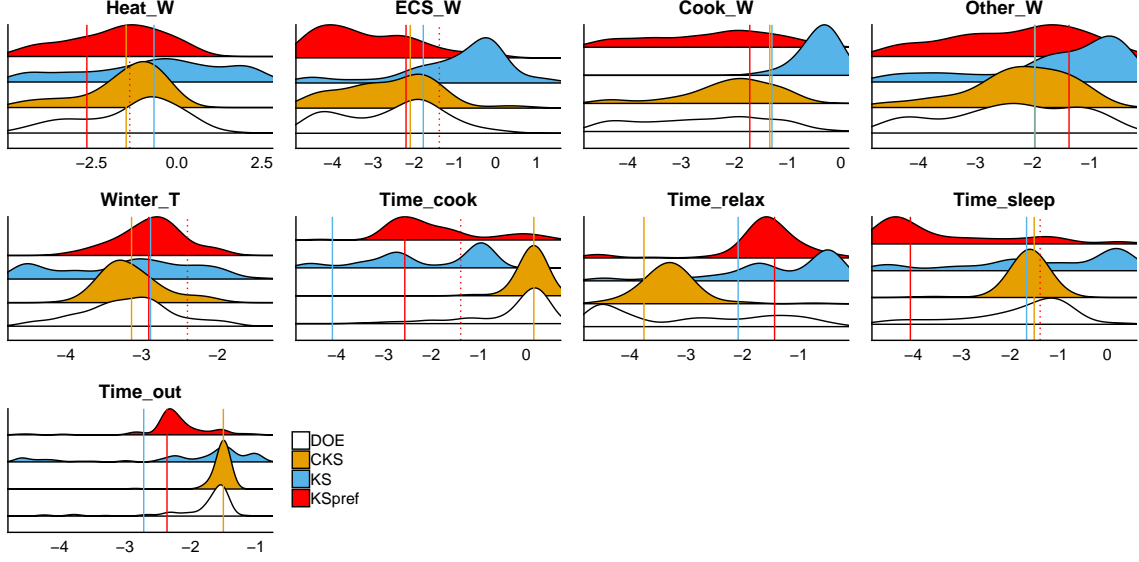 Heat_W ECS_W Cook_W Other_W
−2.5 0.0 2.5 −4 −3 −2 −1 0 1 −4 −3 −2 −1 0 −4 −3 −2 −1
Winter_T Time_cook Time_relax Time_sleep
−4 −3 −2 −4 −3 −2 −1 0 −4 −3 −2 −1 −4 −3 −2 −1 0
Time_out
DOE
CKS
KS
KSpref
−4 −3 −2 −1